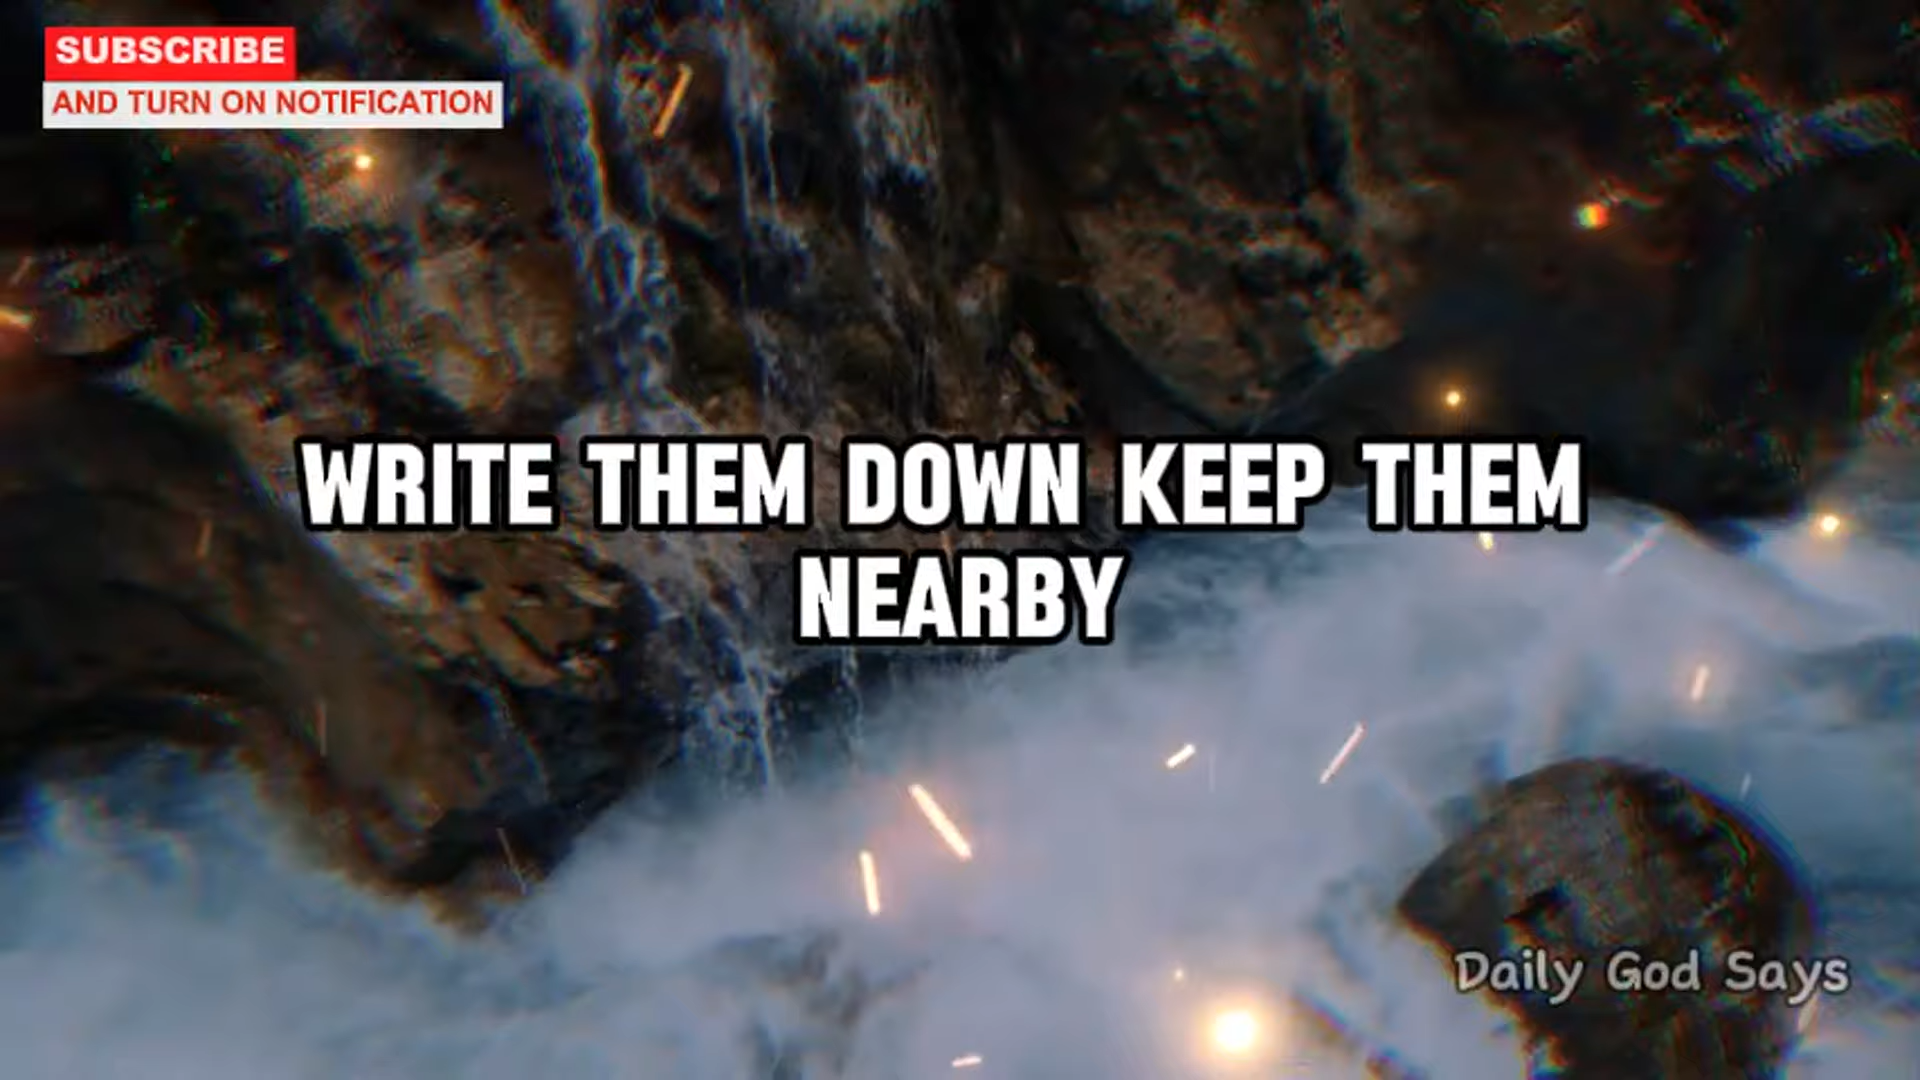 SUBSCRIBE
AND TURN ON NOTIFICATION
WRITE THEM DOWN KEEP THEM
NEARBY
Daily God Says